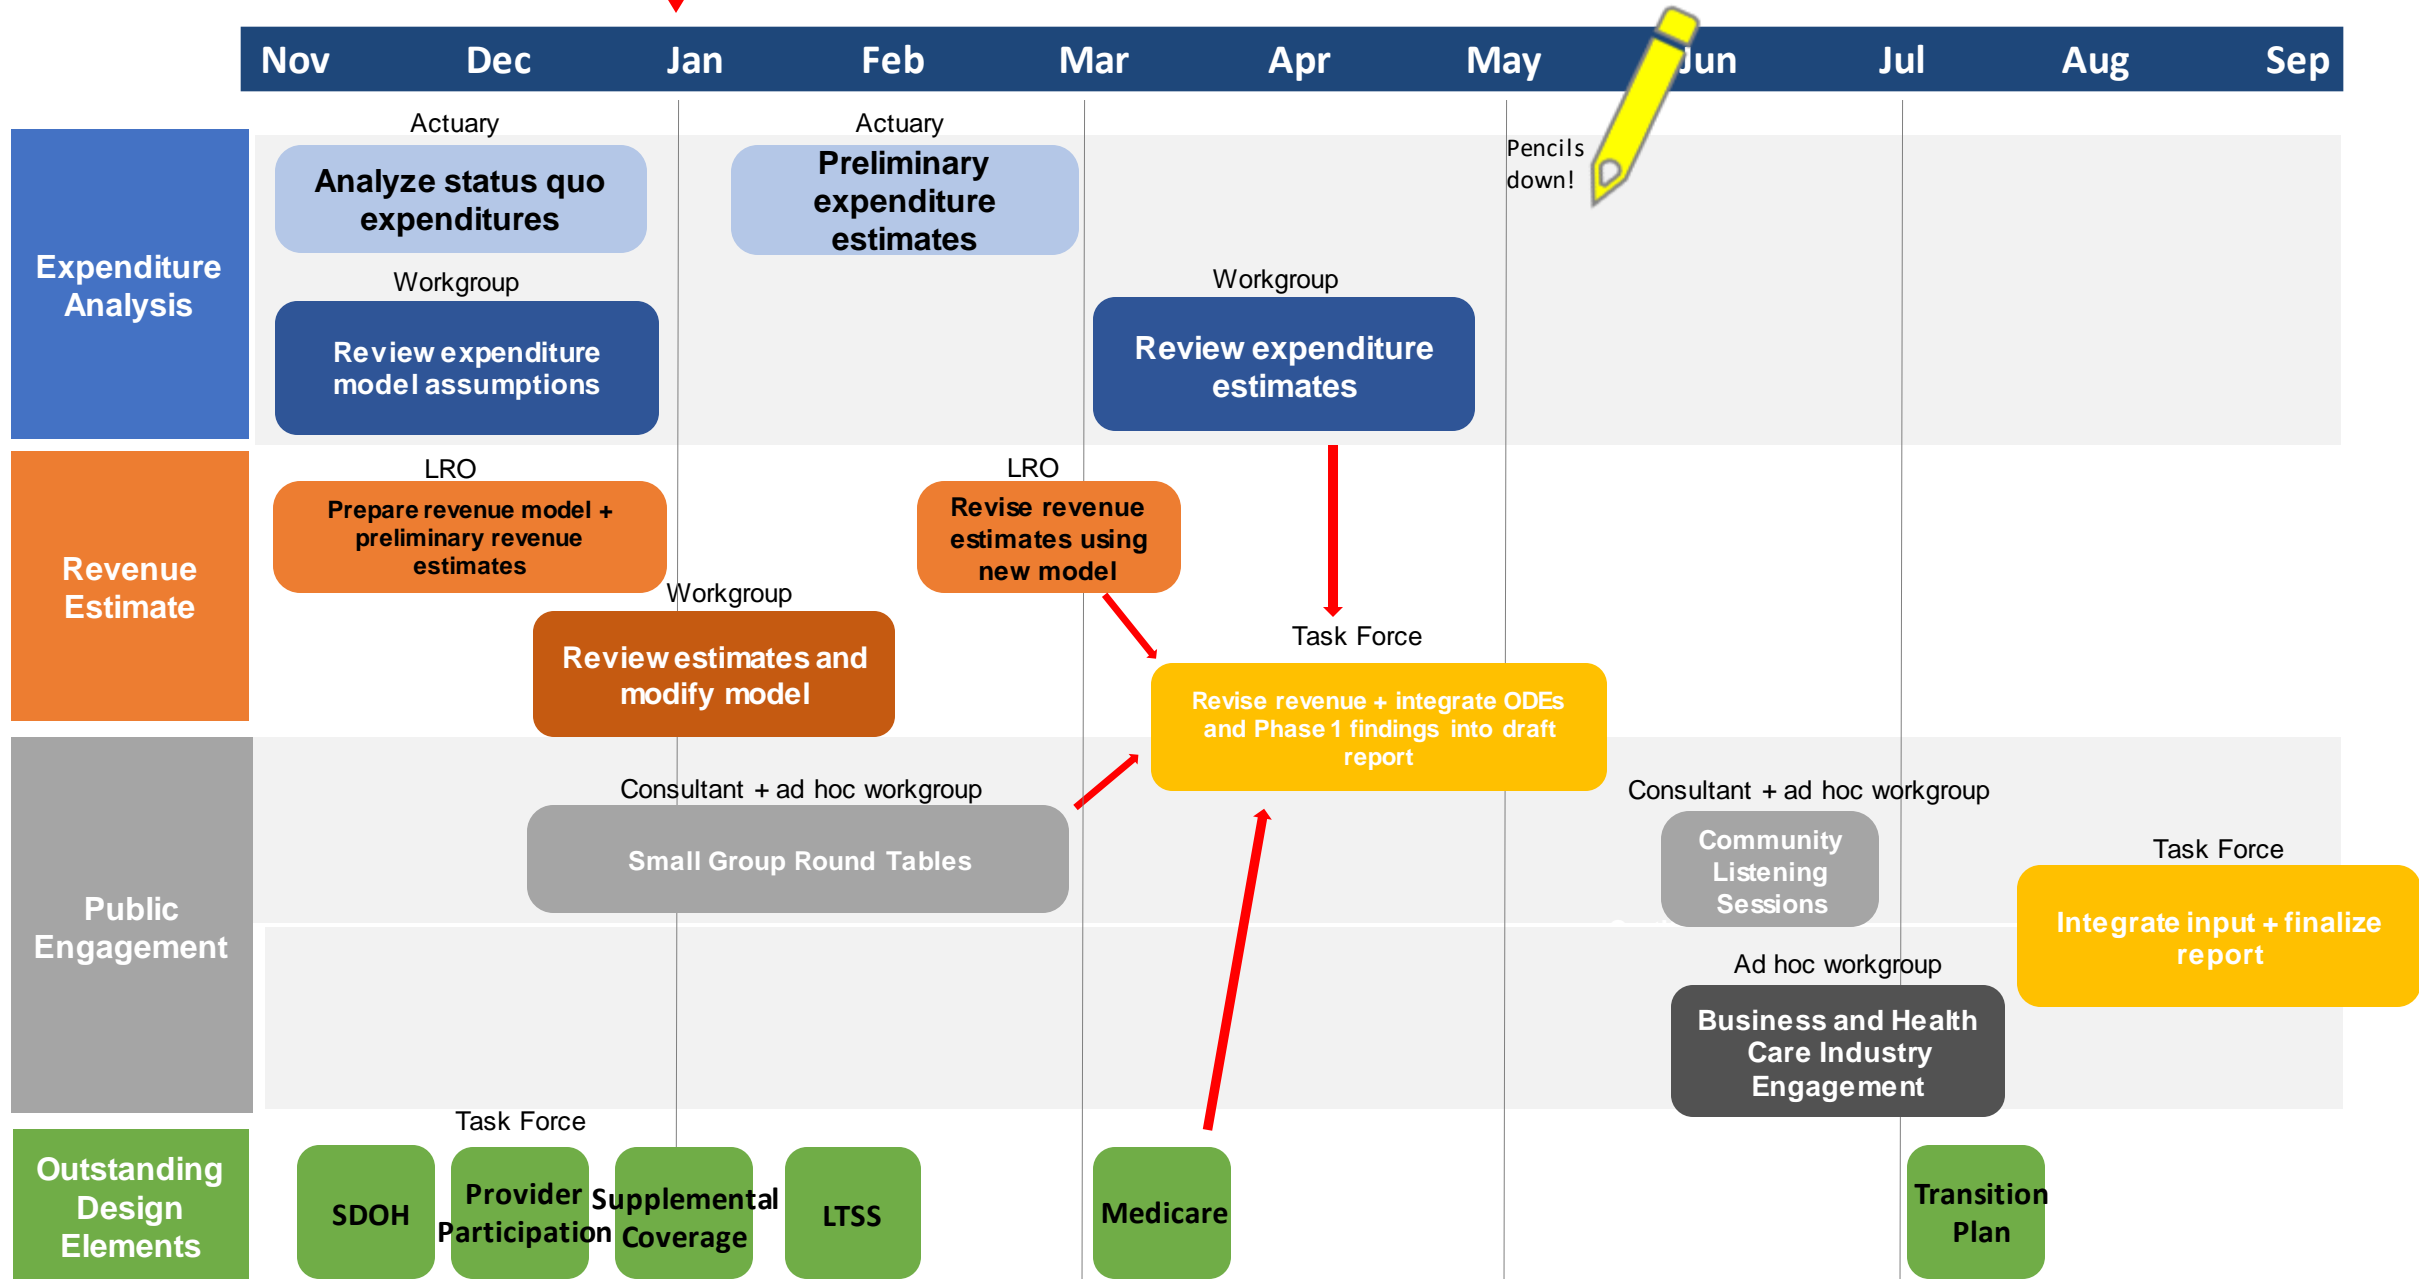 Nov Dec Jan Feb Mar Apr May Jun Jul Aug Sep
Expenditure
Analysis
Actuary
Analyze status quo
expenditures
Actuary
Preliminary
expenditure
estimates
Pencils
down!
Workgroup
Review expenditure
model assumptions
Workgroup
Review expenditure
estimates
Revenue
Estimate
LRO
Prepare revenue model +
preliminary revenue
estimates
LRO
Revise revenue
estimates using
new model
Workgroup
Review estimates and
modify model
Task Force
Revise revenue + integrate ODEs
and Phase 1 findings into draft
report
Public
Engagement
Consultant + ad hoc workgroup
Small Group Round Tables
Consultant + ad hoc workgroup
Community
Listening
Sessions
Task Force
Integrate input + finalize
report
Ad hoc workgroup
Business and Health
Care Industry
Engagement
Outstanding
Design
Elements
Task Force
SDOH
Provider
Participation
Supplemental
Coverage
LTSS
Medicare
Transition
Plan